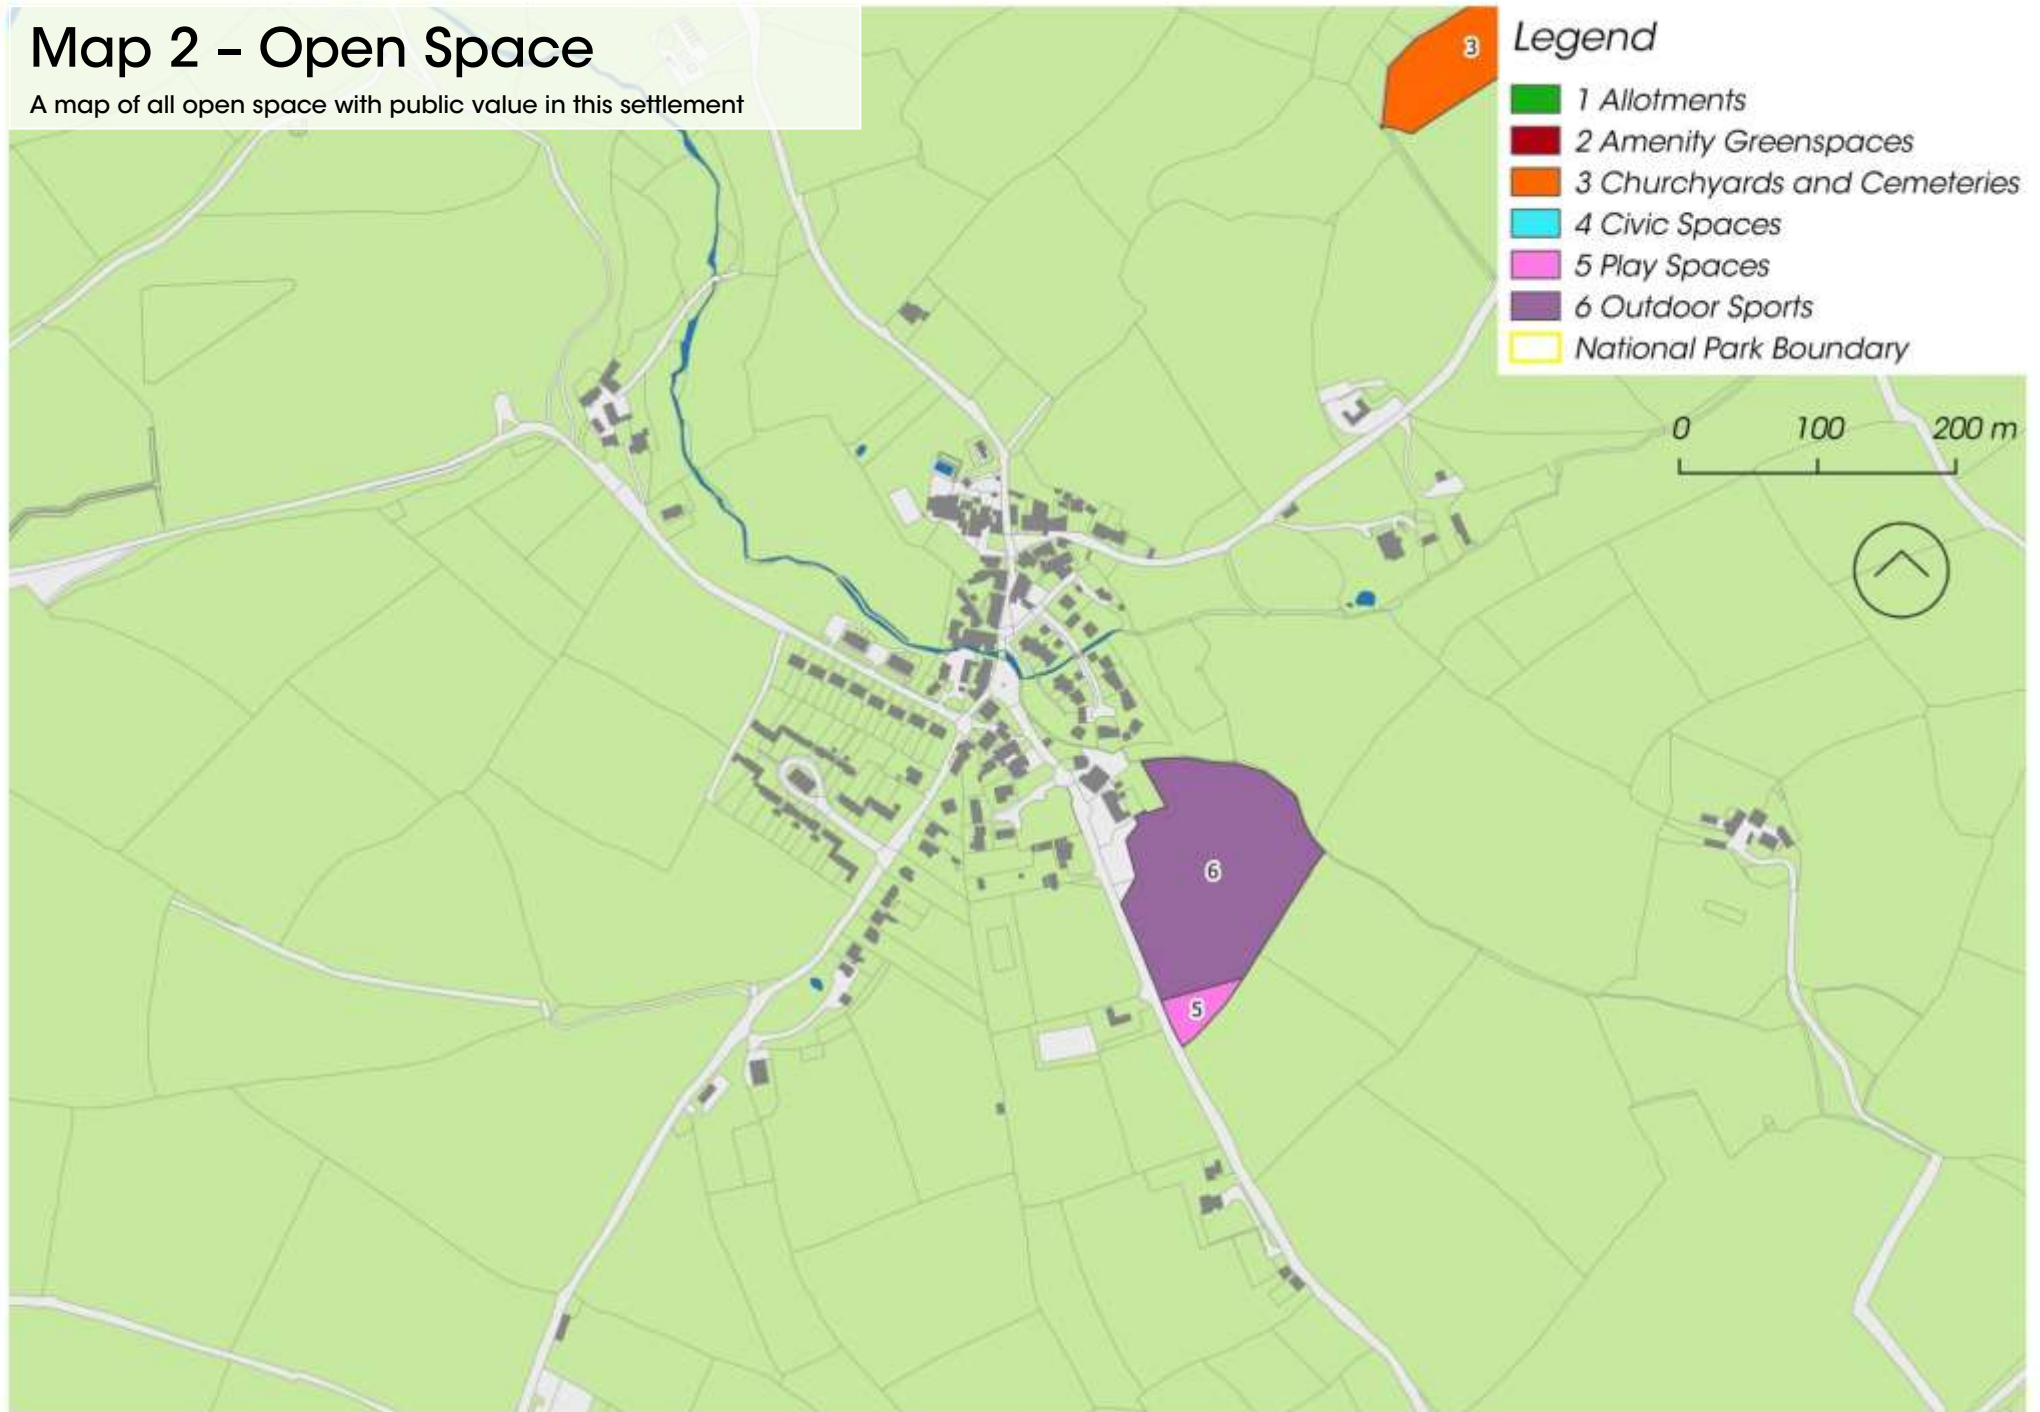 Map 2 – Open Space
A map of all open space with public value in this settlement
3
Legend
1 Allotments
2 Amenity Greenspaces
3 Churchyards and Cemeteries
4 Civic Spaces
5 Play Spaces
6 Outdoor Sports
National Park Boundary
0 100 200 m
6
5